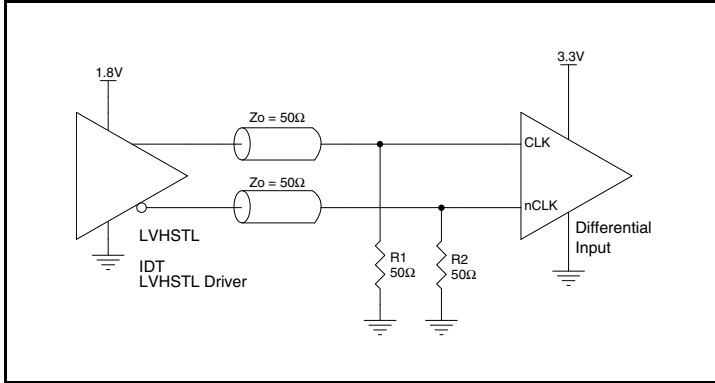 1.8V
3.3V
Zo = 50Ω
CLK
Zo = 50Ω
nCLK
LVHSTL
IDT
LVHSTL Driver
R1
50Ω
R2
50Ω
Differential
Input